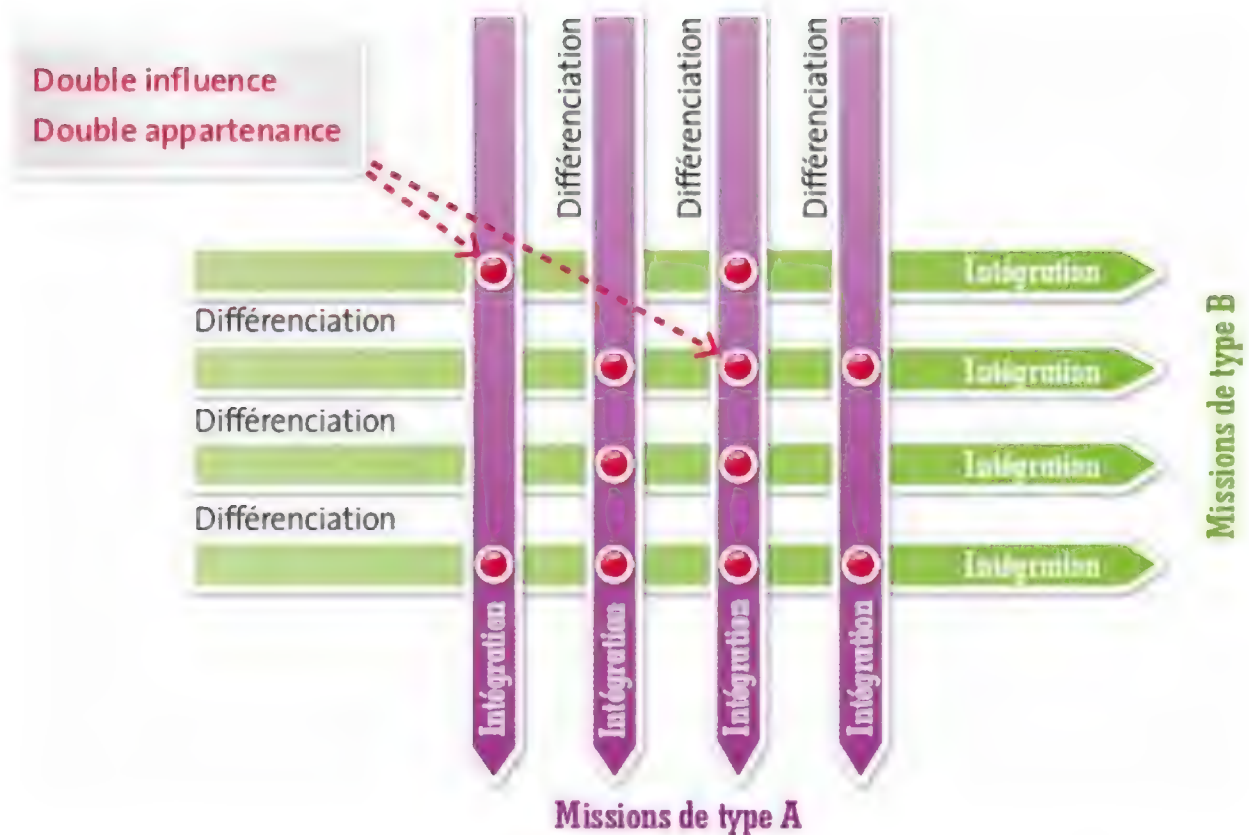 Double influence
Double appartenance
Différenciation
Différenciation
Différenciation
Intégration
Différenciation
Intégration
Différenciation
Intégration
Différenciation
Intégration
Missions de type B
Intégration
Intégration
Intégration
Intégration
Missions de type A